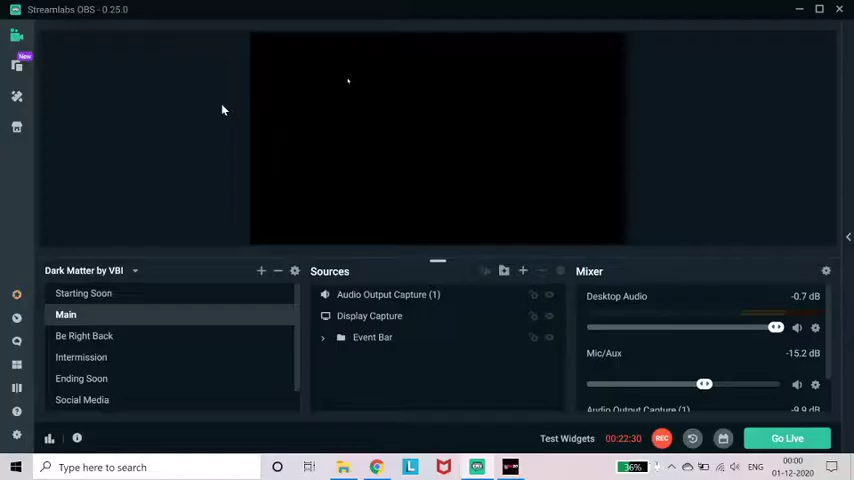 Streamlabs OBS - 0.25.0
New
Dark Matter by VBI
Starting Soon
Main
Be Right Back
Intermission
Ending Soon
Social Media
Sources
Audio Output Capture (1)
Display Capture
Event Bar
Mixer
Desktop Audio -0.7 dB
Mic/Aux -15.2 dB
Audio Output Capture (1) -9.9 dB
Test Widgets 00:22:30 REC Go Live
Type here to search
L
36%
ENG
00:00
01-12-2020